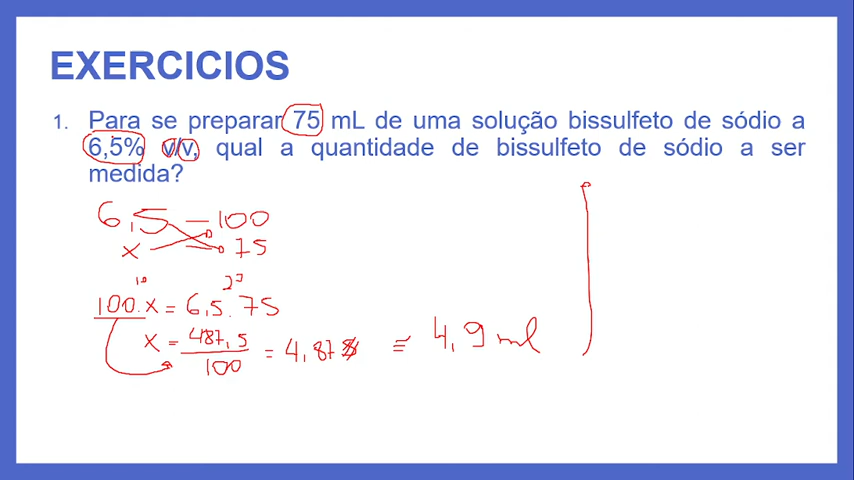 EXERCICIOS
1. Para se preparar 75 mL de uma solução bissulfeto de sódio a
6,5% v/v, qual a quantidade de bissulfeto de sódio a ser
medida?
6,5 — 100
x — 75
100.x = 6,5.75
x = 487,5
100
= 4,87
= 4,9 ml